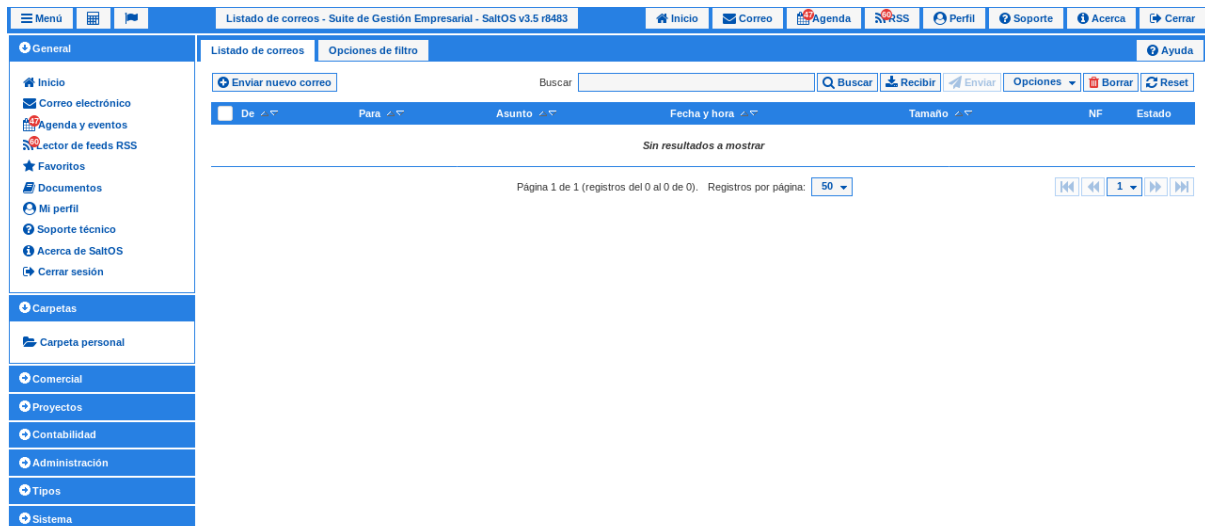 Menú
Listado de correos - Suite de Gestión Empresarial - SaltOS v3.5 r8483
Inicio Correo 47 Agenda 60 RSS Perfil Soporte Acerca Cerrar
General
Inicio
Correo electrónico
47 Agenda y eventos
60 Lector de feeds RSS
Favoritos
Documentos
Mi perfil
Soporte técnico
Acerca de SaltOS
Cerrar sesión
Carpetas
Carpeta personal
Comercial
Proyectos
Contabilidad
Administración
Tipos
Sistema
Listado de correos Opciones de filtro Ayuda
Enviar nuevo correo Buscar Buscar Recibir Enviar Opciones Borrar Reset
De Para Asunto Fecha y hora Tamaño NF Estado
Sin resultados a mostrar
Página 1 de 1 (registros del 0 al 0 de 0). Registros por página: 50 1